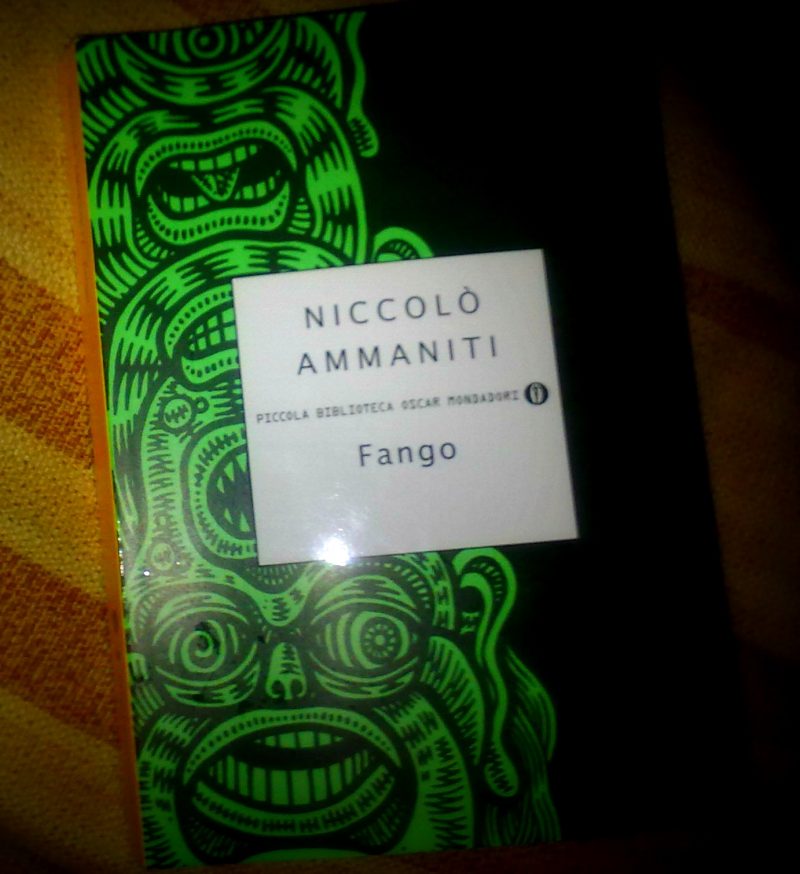 NICCOLÒ
AMMANITI
PICCOLA BIBLIOTECA OSCAR MONDADORI
Fango